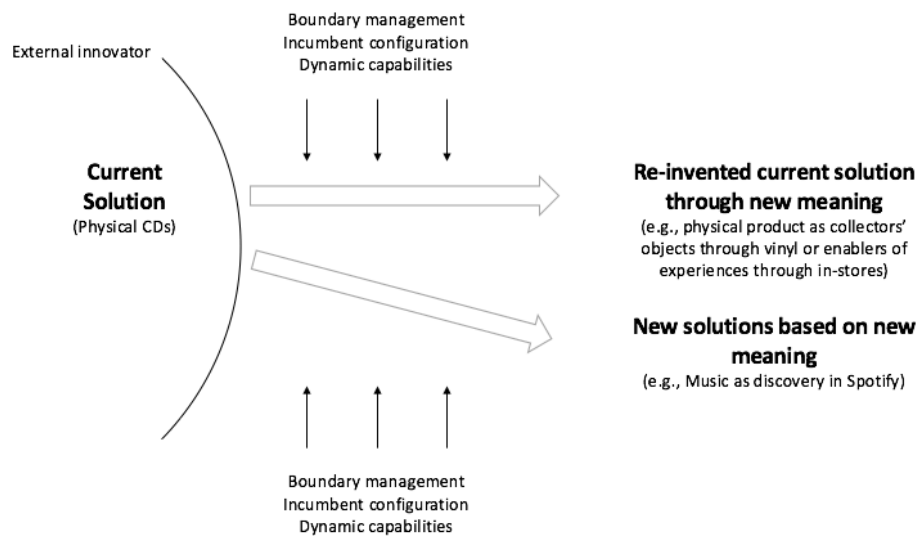 Boundary management
Incumbent configuration
Dynamic capabilities
External innovator
Current
Solution
(Physical CDs)
Re-invented current solution
through new meaning
(e.g., physical product as collectors’
objects through vinyl or enablers of
experiences through in-stores)
New solutions based on new
meaning
(e.g., Music as discovery in Spotify)
Boundary management
Incumbent configuration
Dynamic capabilities